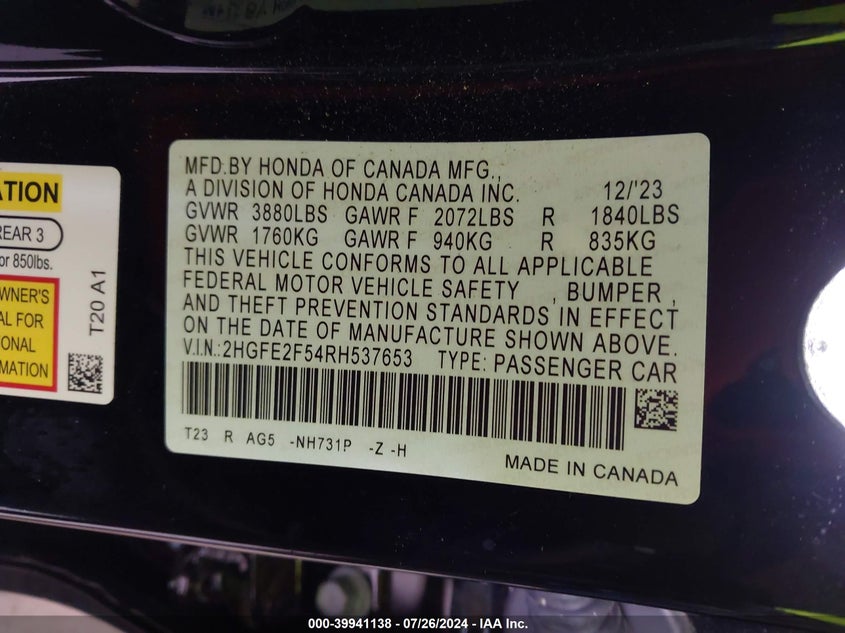 ATION
REAR 3
or 850lbs.
WNER'S
AL FOR
ONAL
MATION
T20 A1
MFD.BY HONDA OF CANADA MFG.,
A DIVISION OF HONDA CANADA INC. 12/'23
GVWR 3880LBS GAWR F 2072LBS R 1840LBS
GVWR 1760KG GAWR F 940KG R 835KG
THIS VEHICLE CONFORMS TO ALL APPLICABLE
FEDERAL MOTOR VEHICLE SAFETY , BUMPER ,
AND THEFT PREVENTION STANDARDS IN EFFECT
ON THE DATE OF MANUFACTURE SHOWN ABOVE.
V.I.N.:2HGFE2F54RH537653 TYPE: PASSENGER CAR
T23 R AG5 -NH731P -Z -H
MADE IN CANADA
000-39941138 - 07/26/2024 - IAA Inc.